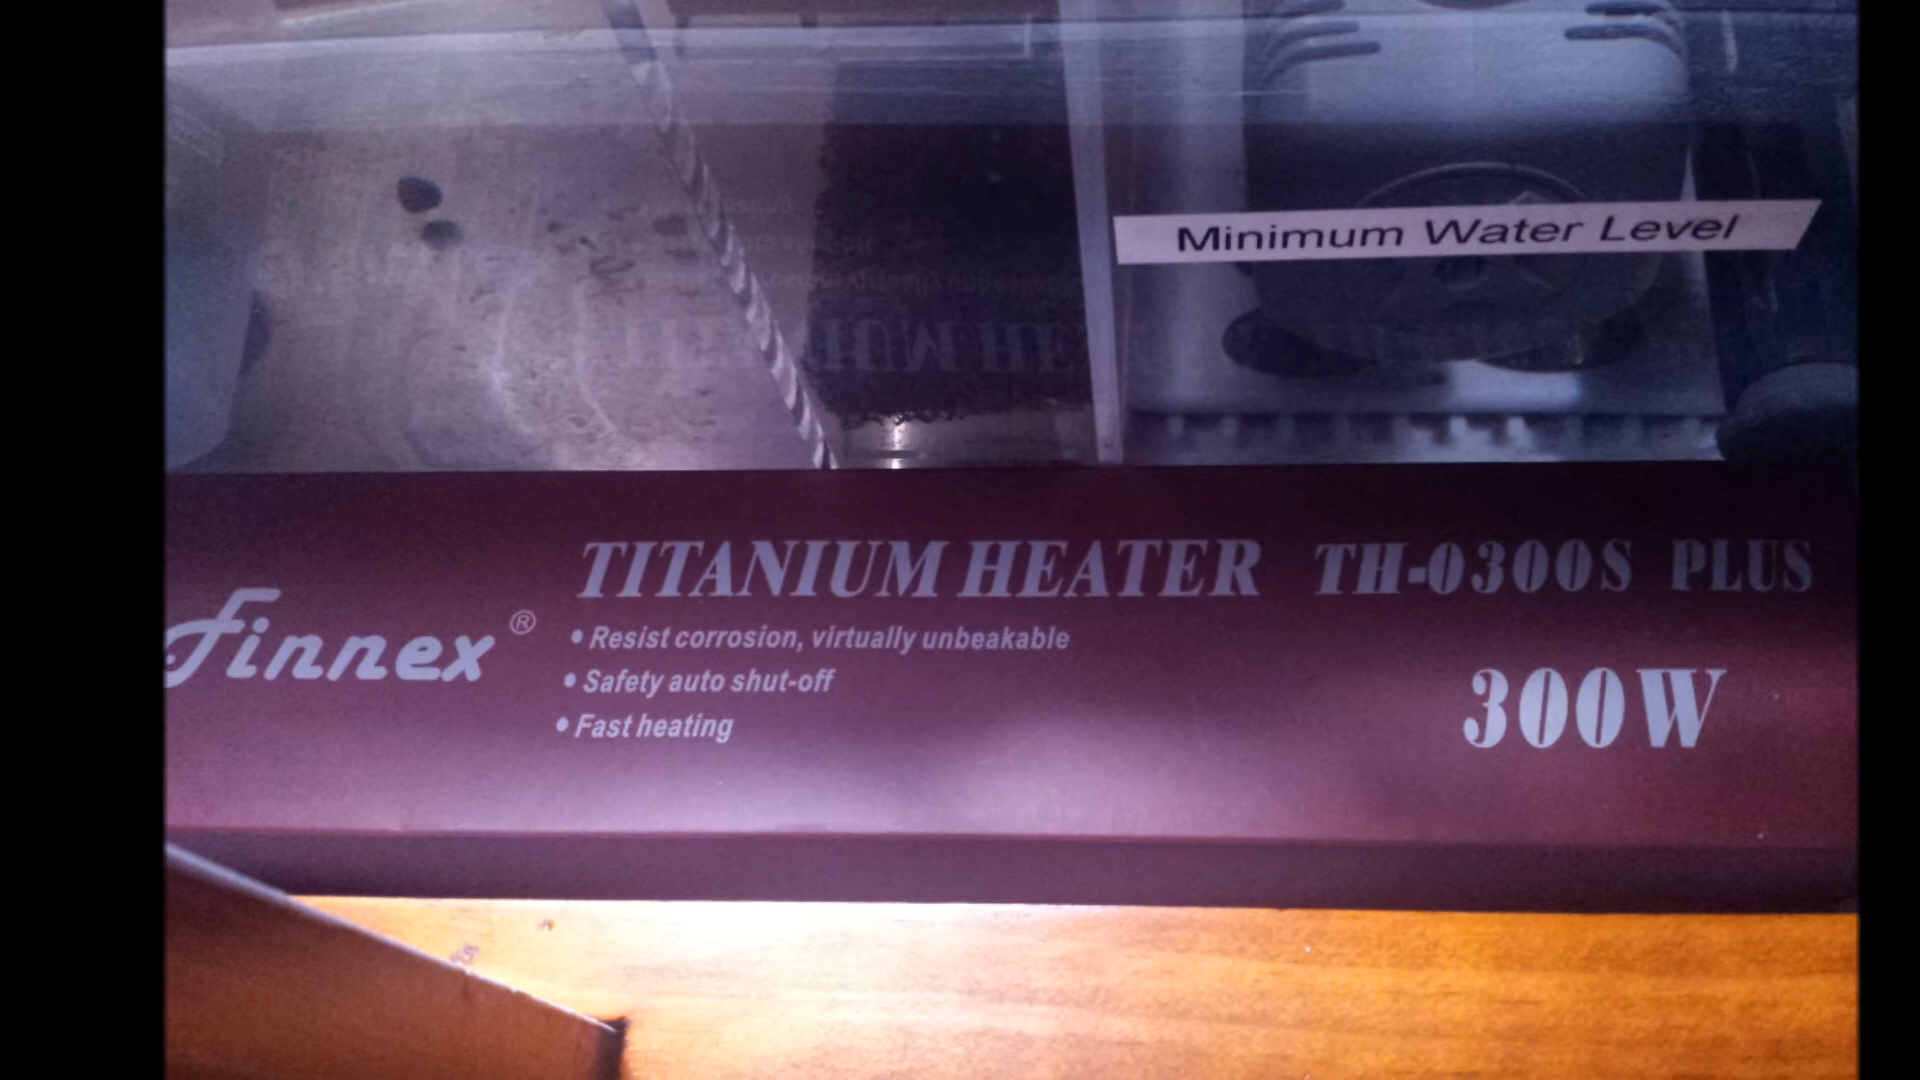 Minimum Water Level
TITANIUM HEATER TH-0300S PLUS
Finnex®
• Resist corrosion, virtually unbeakable
• Safety auto shut-off
• Fast heating
300W